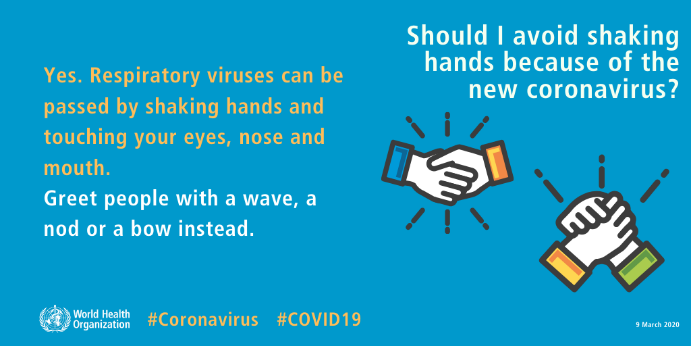 Should I avoid shaking
hands because of the
new coronavirus?
Yes. Respiratory viruses can be
passed by shaking hands and
touching your eyes, nose and
mouth.
Greet people with a wave, a
nod or a bow instead.
World Health
Organization
#Coronavirus #COVID19
9 March 2020